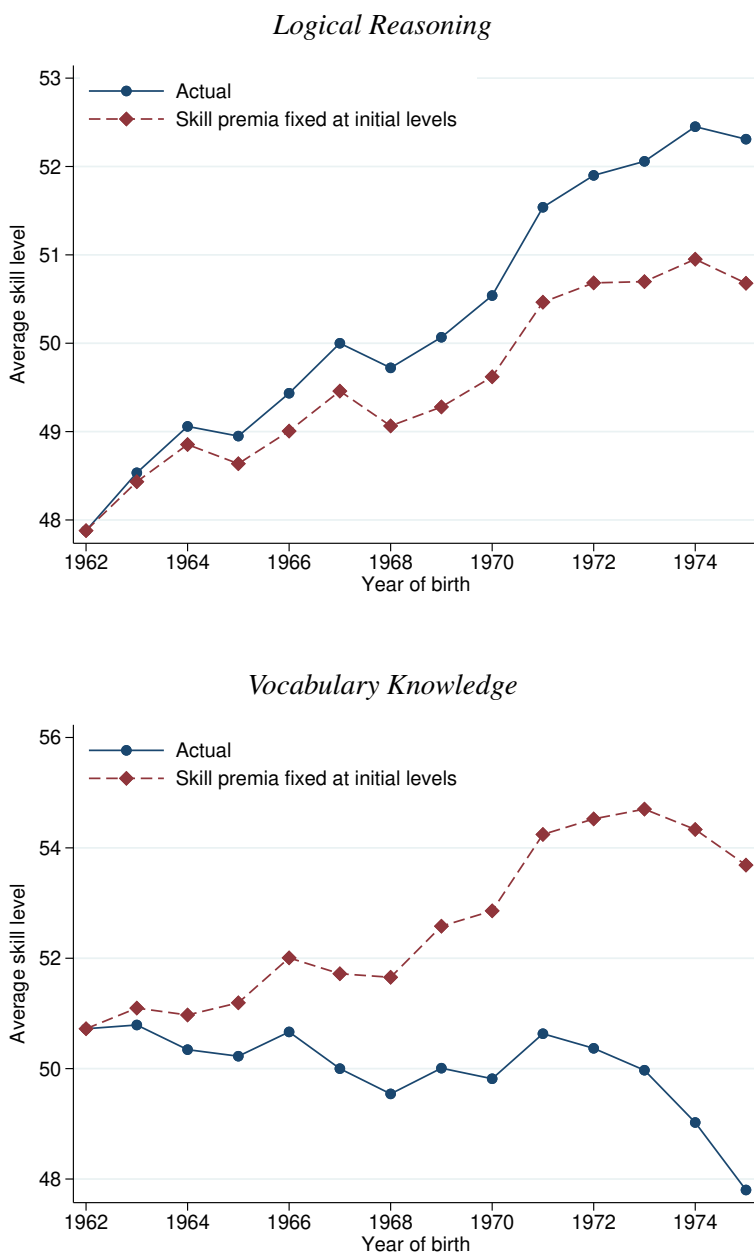 Logical Reasoning
53
52
51
50
49
48
Average skill level
Actual
Skill premia fixed at initial levels
1962 1964 1966 1968 1970 1972 1974
Year of birth
Vocabulary Knowledge
56
54
52
50
48
Average skill level
Actual
Skill premia fixed at initial levels
1962 1964 1966 1968 1970 1972 1974
Year of birth